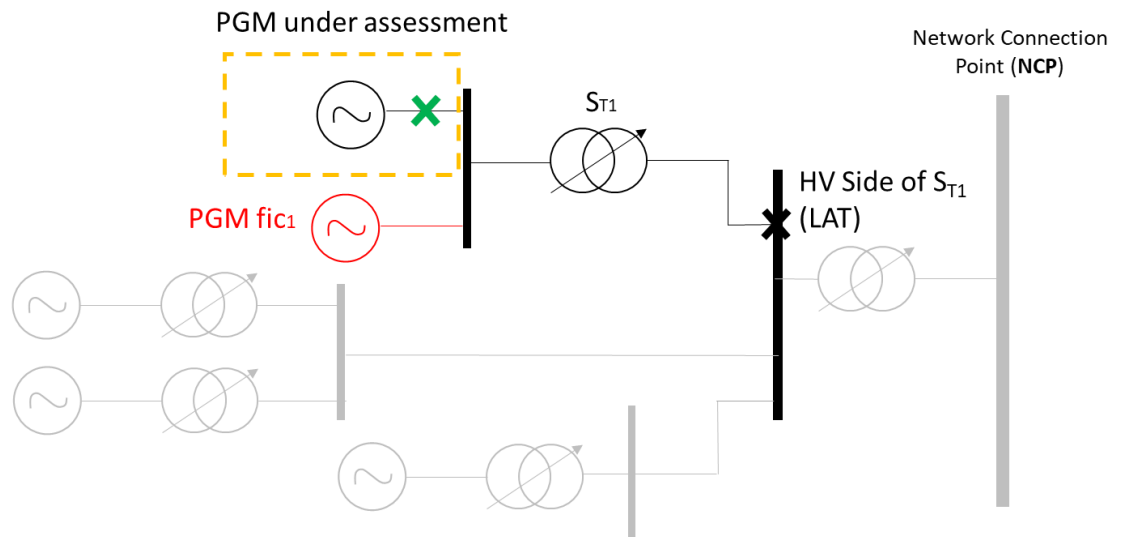 PGM under assessment
Network Connection
Point (NCP)
ST1
HV Side of ST1
(LAT)
PGM fic1